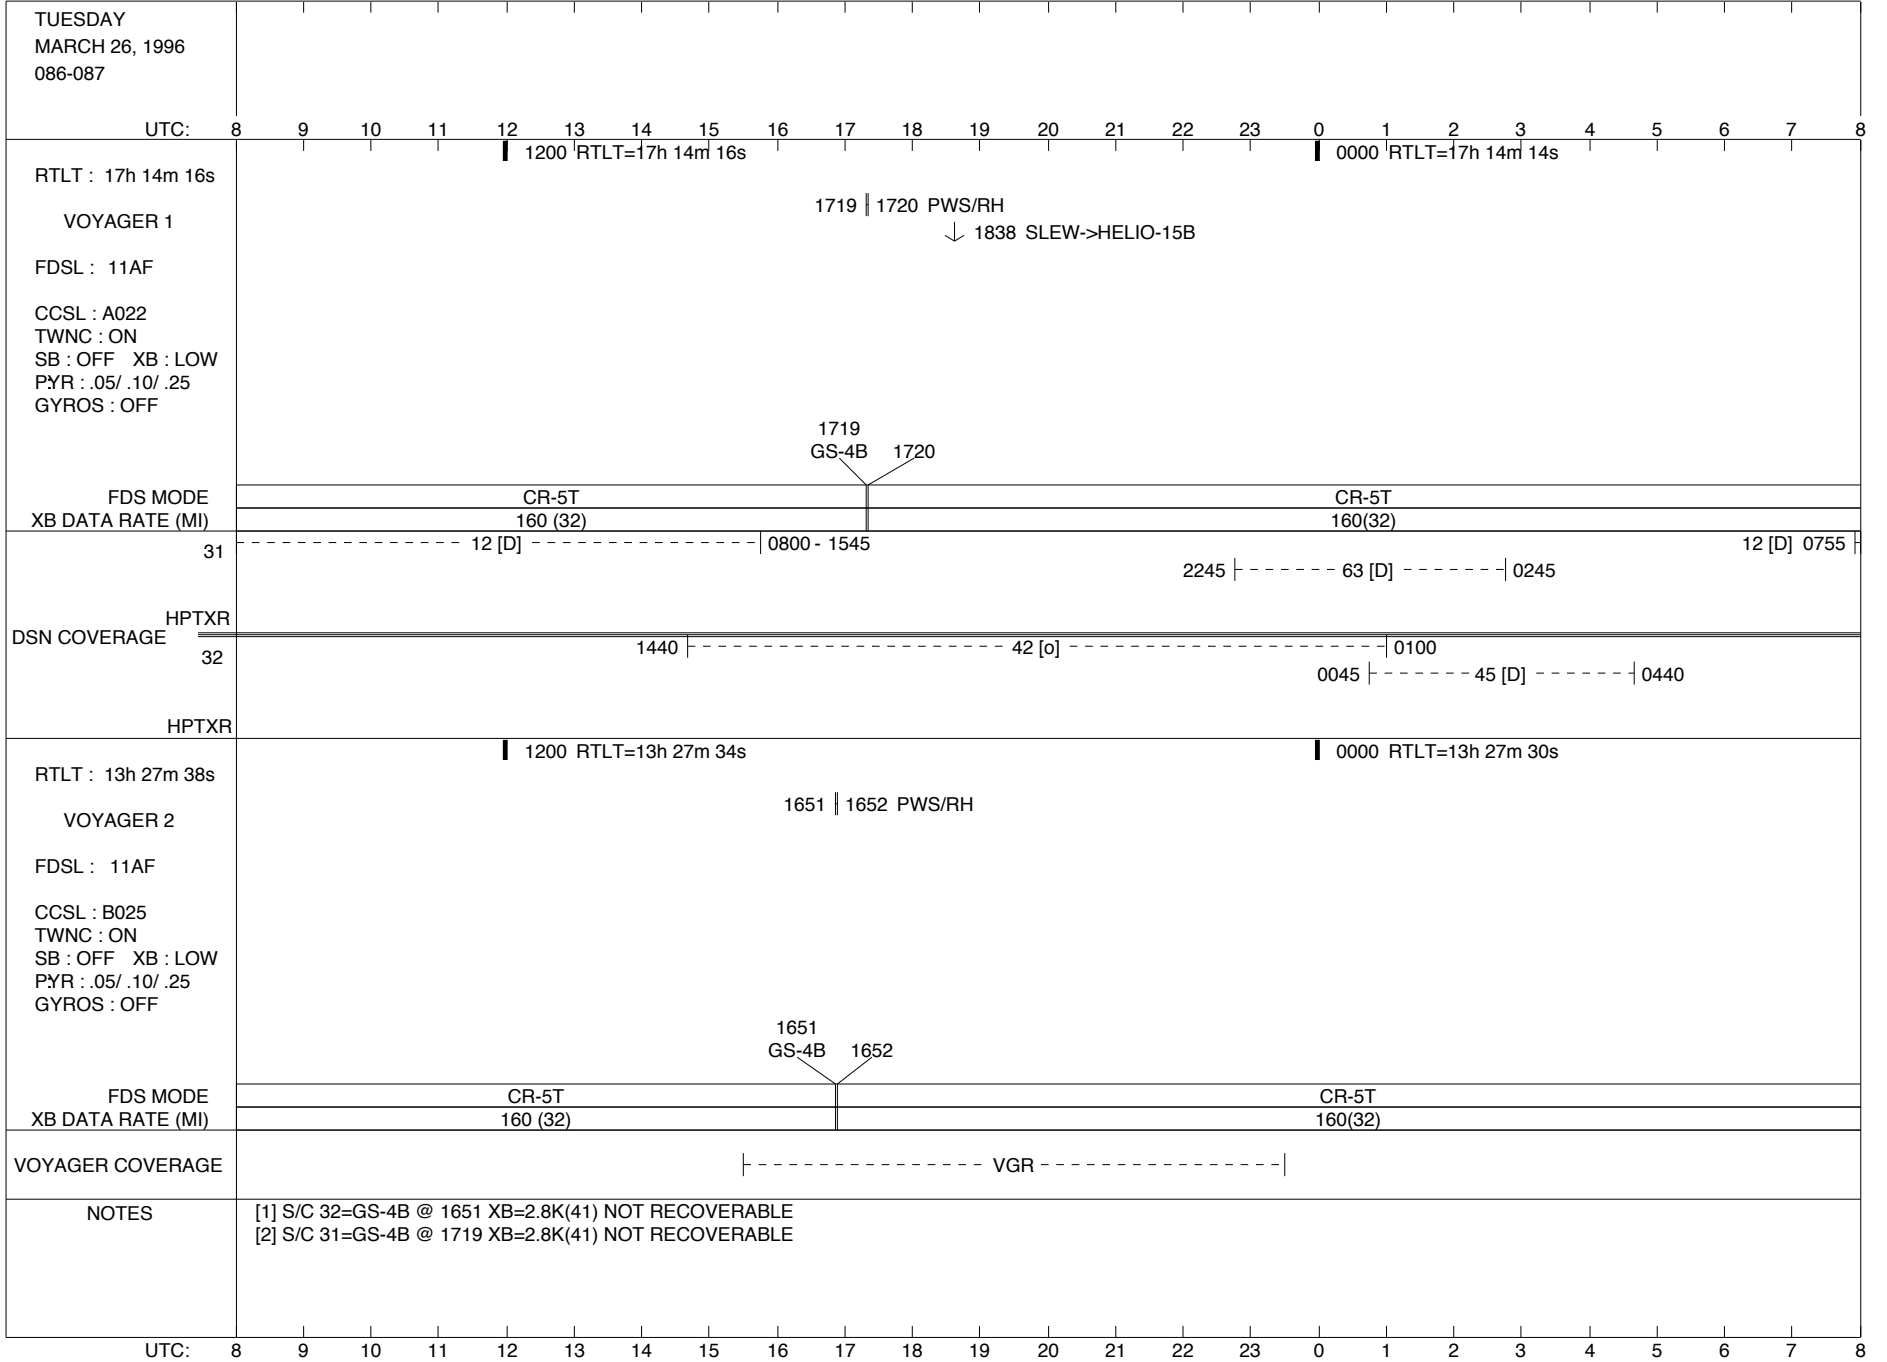 TUESDAY
MARCH 26, 1996
086-087
UTC: 8 9 10 11 12 13 14 15 16 17 18 19 20 21 22 23 0 1 2 3 4 5 6 7 8
1200 RTLT=17h 14m 16s 0000 RTLT=17h 14m 14s
RTLT : 17h 14m 16s
1719 1720 PWS/RH
VOYAGER 1
1838 SLEW->HELIO-15B
FDSL : 11AF
CCSL : A022
TWNC : ON
SB : OFF XB : LOW
P:YR : .05/ .10/ .25
GYROS : OFF
1719
GS-4B 1720
FDS MODE CR-5T CR-5T
XB DATA RATE (MI) 160 (32) 160(32)
31 12 [D] 0800 - 1545 12 [D] 0755
2245 63 [D] 0245
HPTXR
DSN COVERAGE
32 1440 42 [o] 0100
0045 45 [D] 0440
HPTXR
1200 RTLT=13h 27m 34s 0000 RTLT=13h 27m 30s
RTLT : 13h 27m 38s
1651 1652 PWS/RH
VOYAGER 2
FDSL : 11AF
CCSL : B025
TWNC : ON
SB : OFF XB : LOW
P:YR : .05/ .10/ .25
GYROS : OFF
1651
GS-4B 1652
FDS MODE CR-5T CR-5T
XB DATA RATE (MI) 160 (32) 160(32)
VOYAGER COVERAGE VGR
NOTES [1] S/C 32=GS-4B @ 1651 XB=2.8K(41) NOT RECOVERABLE
[2] S/C 31=GS-4B @ 1719 XB=2.8K(41) NOT RECOVERABLE
UTC: 8 9 10 11 12 13 14 15 16 17 18 19 20 21 22 23 0 1 2 3 4 5 6 7 8